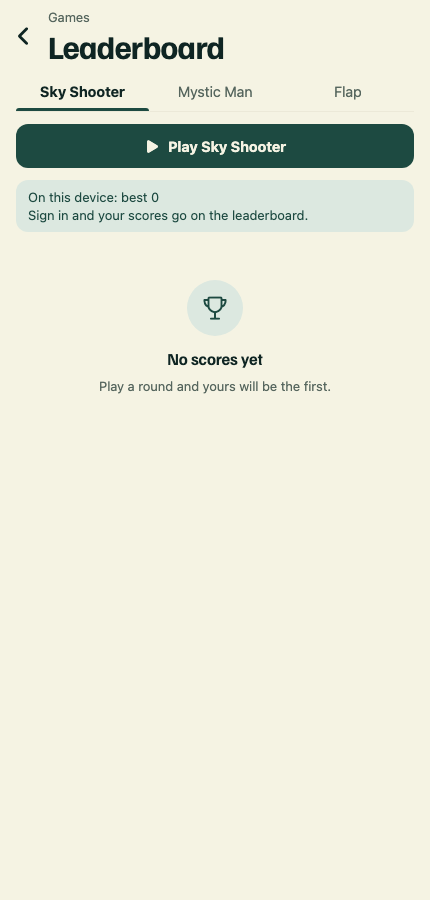 Games
Leaderboard
Sky Shooter
Mystic Man
Flap
Play Sky Shooter
On this device: best 0
Sign in and your scores go on the leaderboard.
No scores yet
Play a round and yours will be the first.